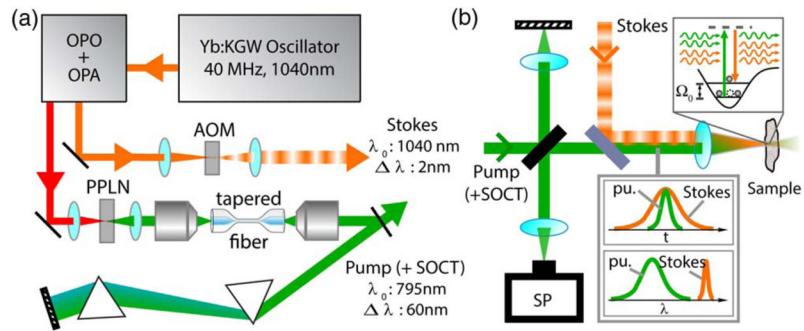 (a)
OPO
+
OPA
Yb:KGW Oscillator
40 MHz, 1040nm
AOM
Stokes
λ₀: 1040 nm
Δ λ: 2nm
PPLN
tapered
fiber
Pump (+ SOCT)
λ₀: 795nm
Δ λ: 60nm
(b)
Stokes
Ω₀
Pump
(+SOCT)
Sample
pu.
Stokes
t
pu.
Stokes
λ
SP